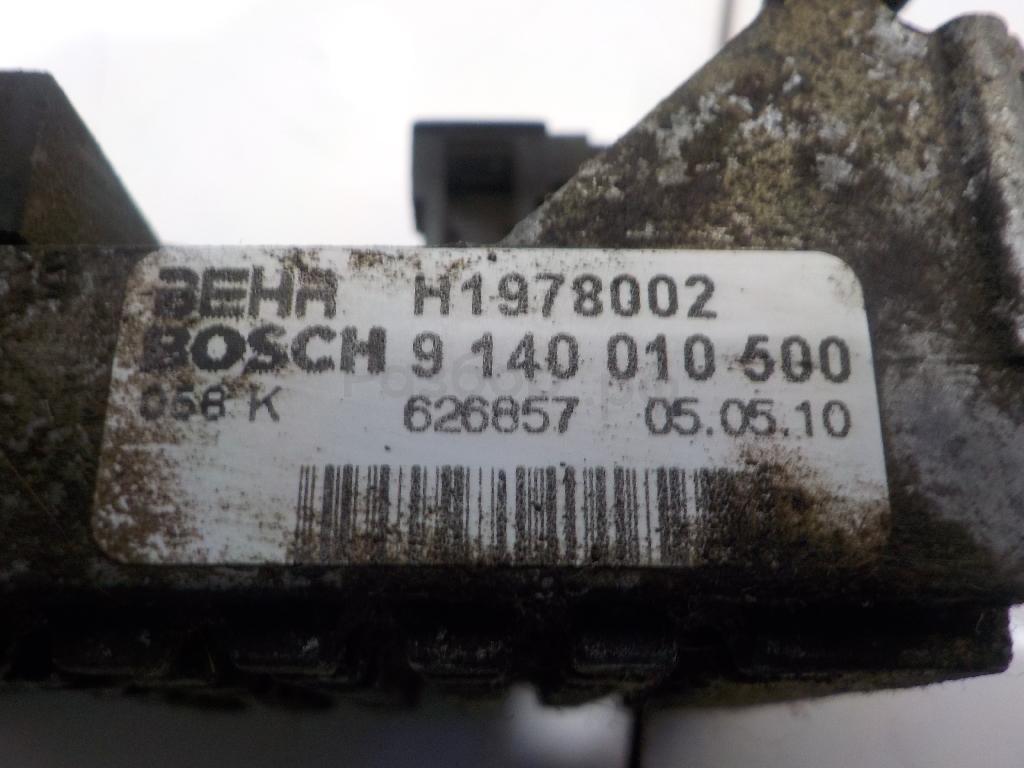 BEHR H1978002
BOSCH 9 140 010 500
058 K 626857 05.05.10